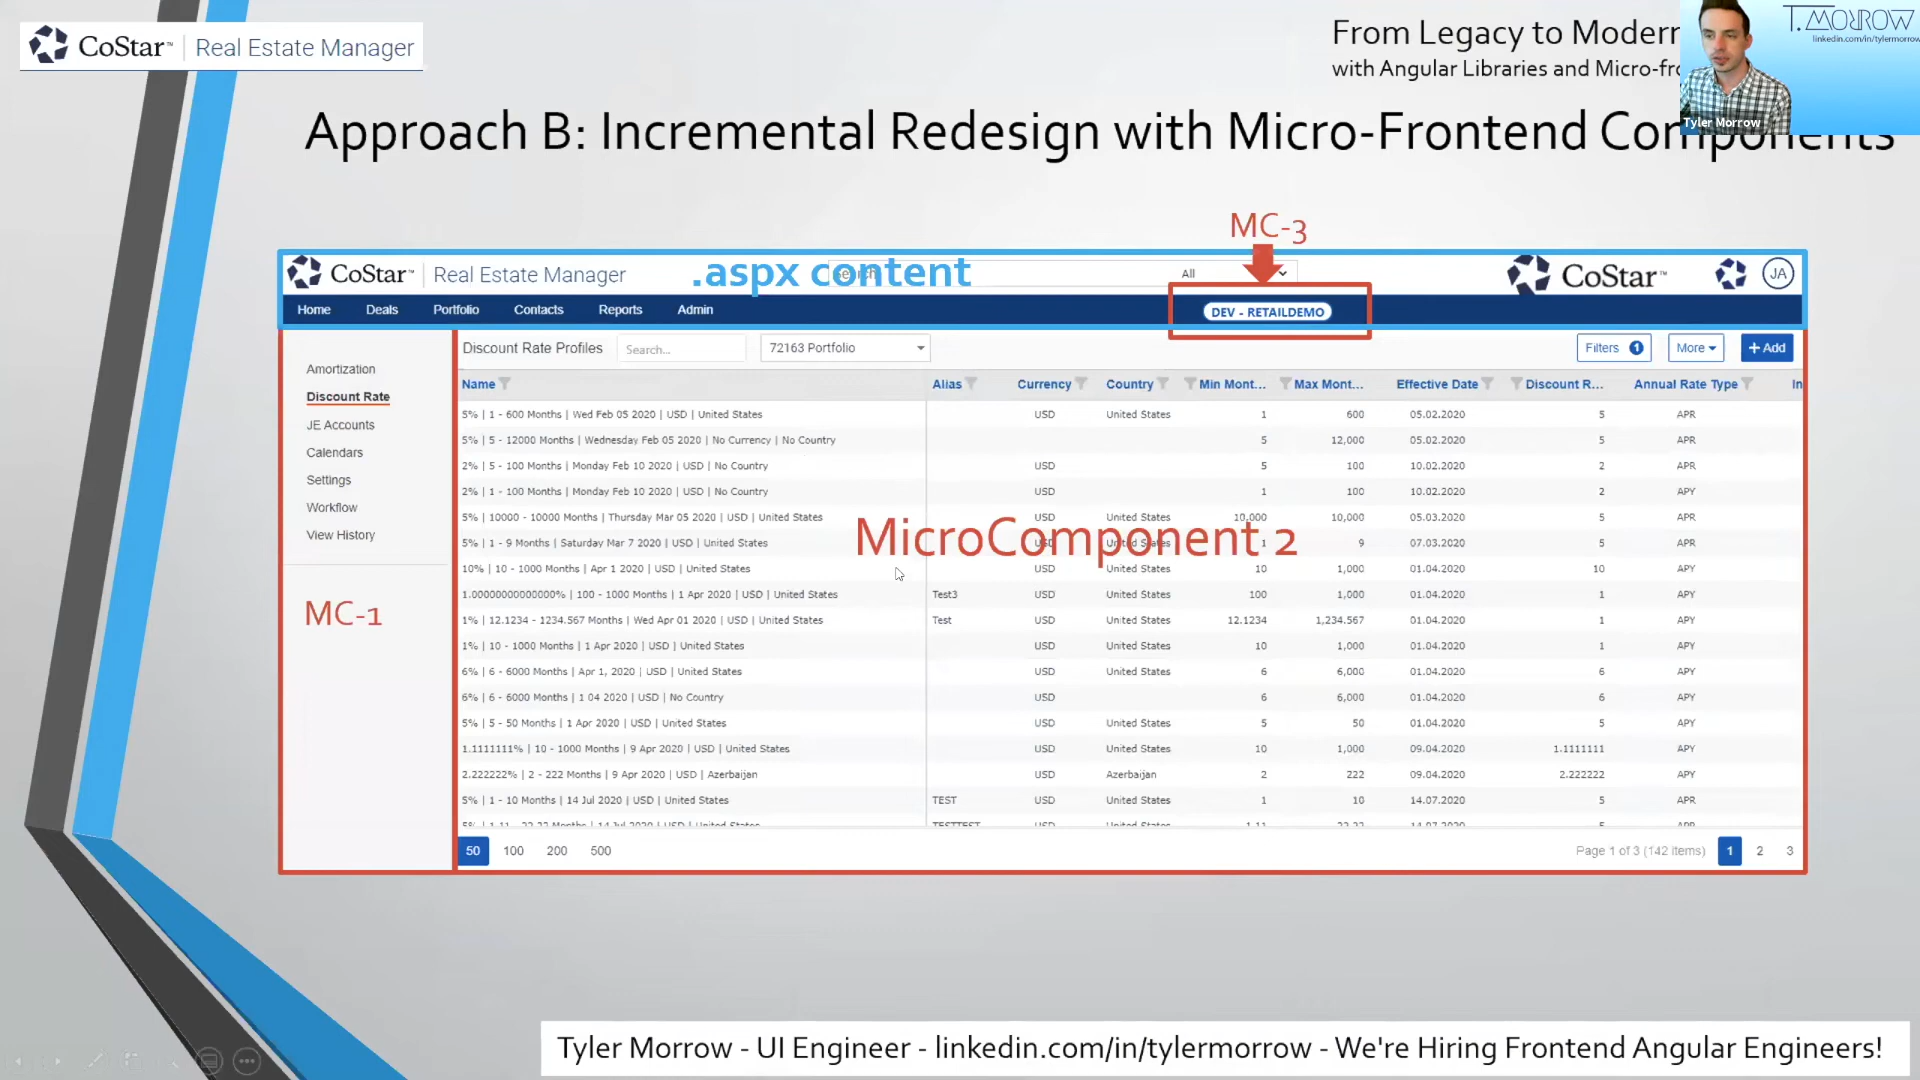 CoStar™ | Real Estate Manager
From Legacy to Modern
with Angular Libraries and Micro-fr
T.MORROW
linkedin.com/in/tylermorrow
Tyler Morrow
Approach B: Incremental Redesign with Micro-Frontend Components
MC-3
CoStar™ | Real Estate Manager
.aspx content
Search
All
CoStar™
JA
Home Deals Portfolio Contacts Reports Admin
DEV - RETAILDEMO
Amortization
Discount Rate
JE Accounts
Calendars
Settings
Workflow
View History
MC-1
Discount Rate Profiles Search... 72163 Portfolio Filters 1 More + Add
Name Alias Currency Country Min Mont... Max Mont... Effective Date Discount R... Annual Rate Type In
5% | 1 - 600 Months | Wed Feb 05 2020 | USD | United States USD United States 1 600 05.02.2020 5 APR
5% | 5 - 12000 Months | Wednesday Feb 05 2020 | No Currency | No Country 5 12,000 05.02.2020 5 APR
2% | 5 - 100 Months | Monday Feb 10 2020 | USD | No Country USD 5 100 10.02.2020 2 APR
2% | 1 - 100 Months | Monday Feb 10 2020 | USD | No Country USD 1 100 10.02.2020 2 APY
5% | 10000 - 10000 Months | Thursday Mar 05 2020 | USD | United States USD United States 10,000 10,000 05.03.2020 5 APR
5% | 1 - 9 Months | Saturday Mar 7 2020 | USD | United States USD United States 1 9 07.03.2020 5 APR
MicroComponent 2
10% | 10 - 1000 Months | Apr 1 2020 | USD | United States USD United States 10 1,000 01.04.2020 10 APY
1.00000000000000% | 100 - 1000 Months | 1 Apr 2020 | USD | United States Test3 USD United States 100 1,000 01.04.2020 1 APY
1% | 12.1234 - 1234.567 Months | Wed Apr 01 2020 | USD | United States Test USD United States 12.1234 1,234.567 01.04.2020 1 APY
1% | 10 - 1000 Months | 1 Apr 2020 | USD | United States USD United States 10 1,000 01.04.2020 1 APY
6% | 6 - 6000 Months | Apr 1, 2020 | USD | United States USD United States 6 6,000 01.04.2020 6 APY
6% | 6 - 6000 Months | 1 04 2020 | USD | No Country USD 6 6,000 01.04.2020 6 APY
5% | 5 - 50 Months | 1 Apr 2020 | USD | United States USD United States 5 50 01.04.2020 5 APY
1.1111111% | 10 - 1000 Months | 9 Apr 2020 | USD | United States USD United States 10 1,000 09.04.2020 1.1111111 APY
2.222222% | 2 - 222 Months | 9 Apr 2020 | USD | Azerbaijan USD Azerbaijan 2 222 09.04.2020 2.222222 APY
5% | 1 - 10 Months | 14 Jul 2020 | USD | United States TEST USD United States 1 10 14.07.2020 5 APR
50 100 200 500 Page 1 of 3 (142 items) 1 2 3
Tyler Morrow - UI Engineer - linkedin.com/in/tylermorrow - We're Hiring Frontend Angular Engineers!